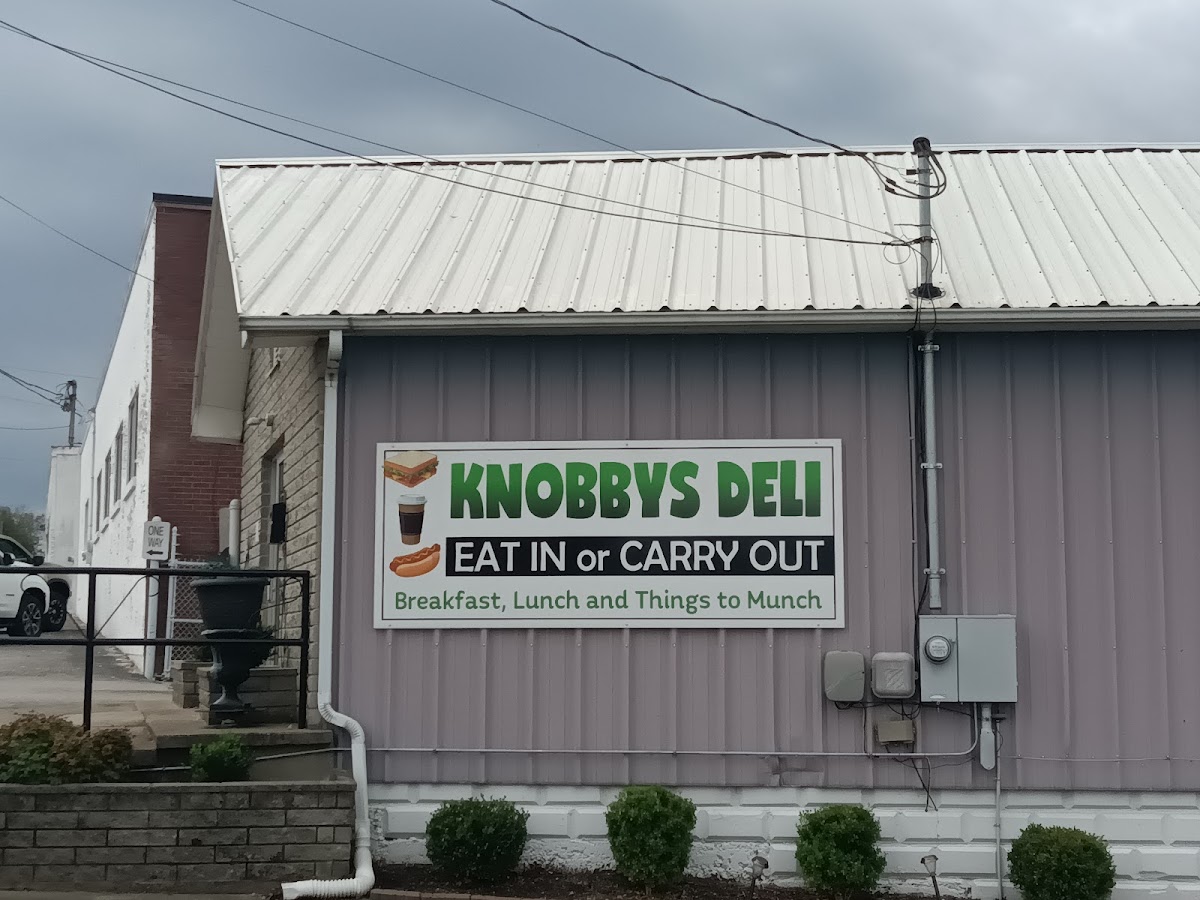 KNOBBYS DELI
EAT IN or CARRY OUT
Breakfast, Lunch and Things to Munch
ONE
WAY